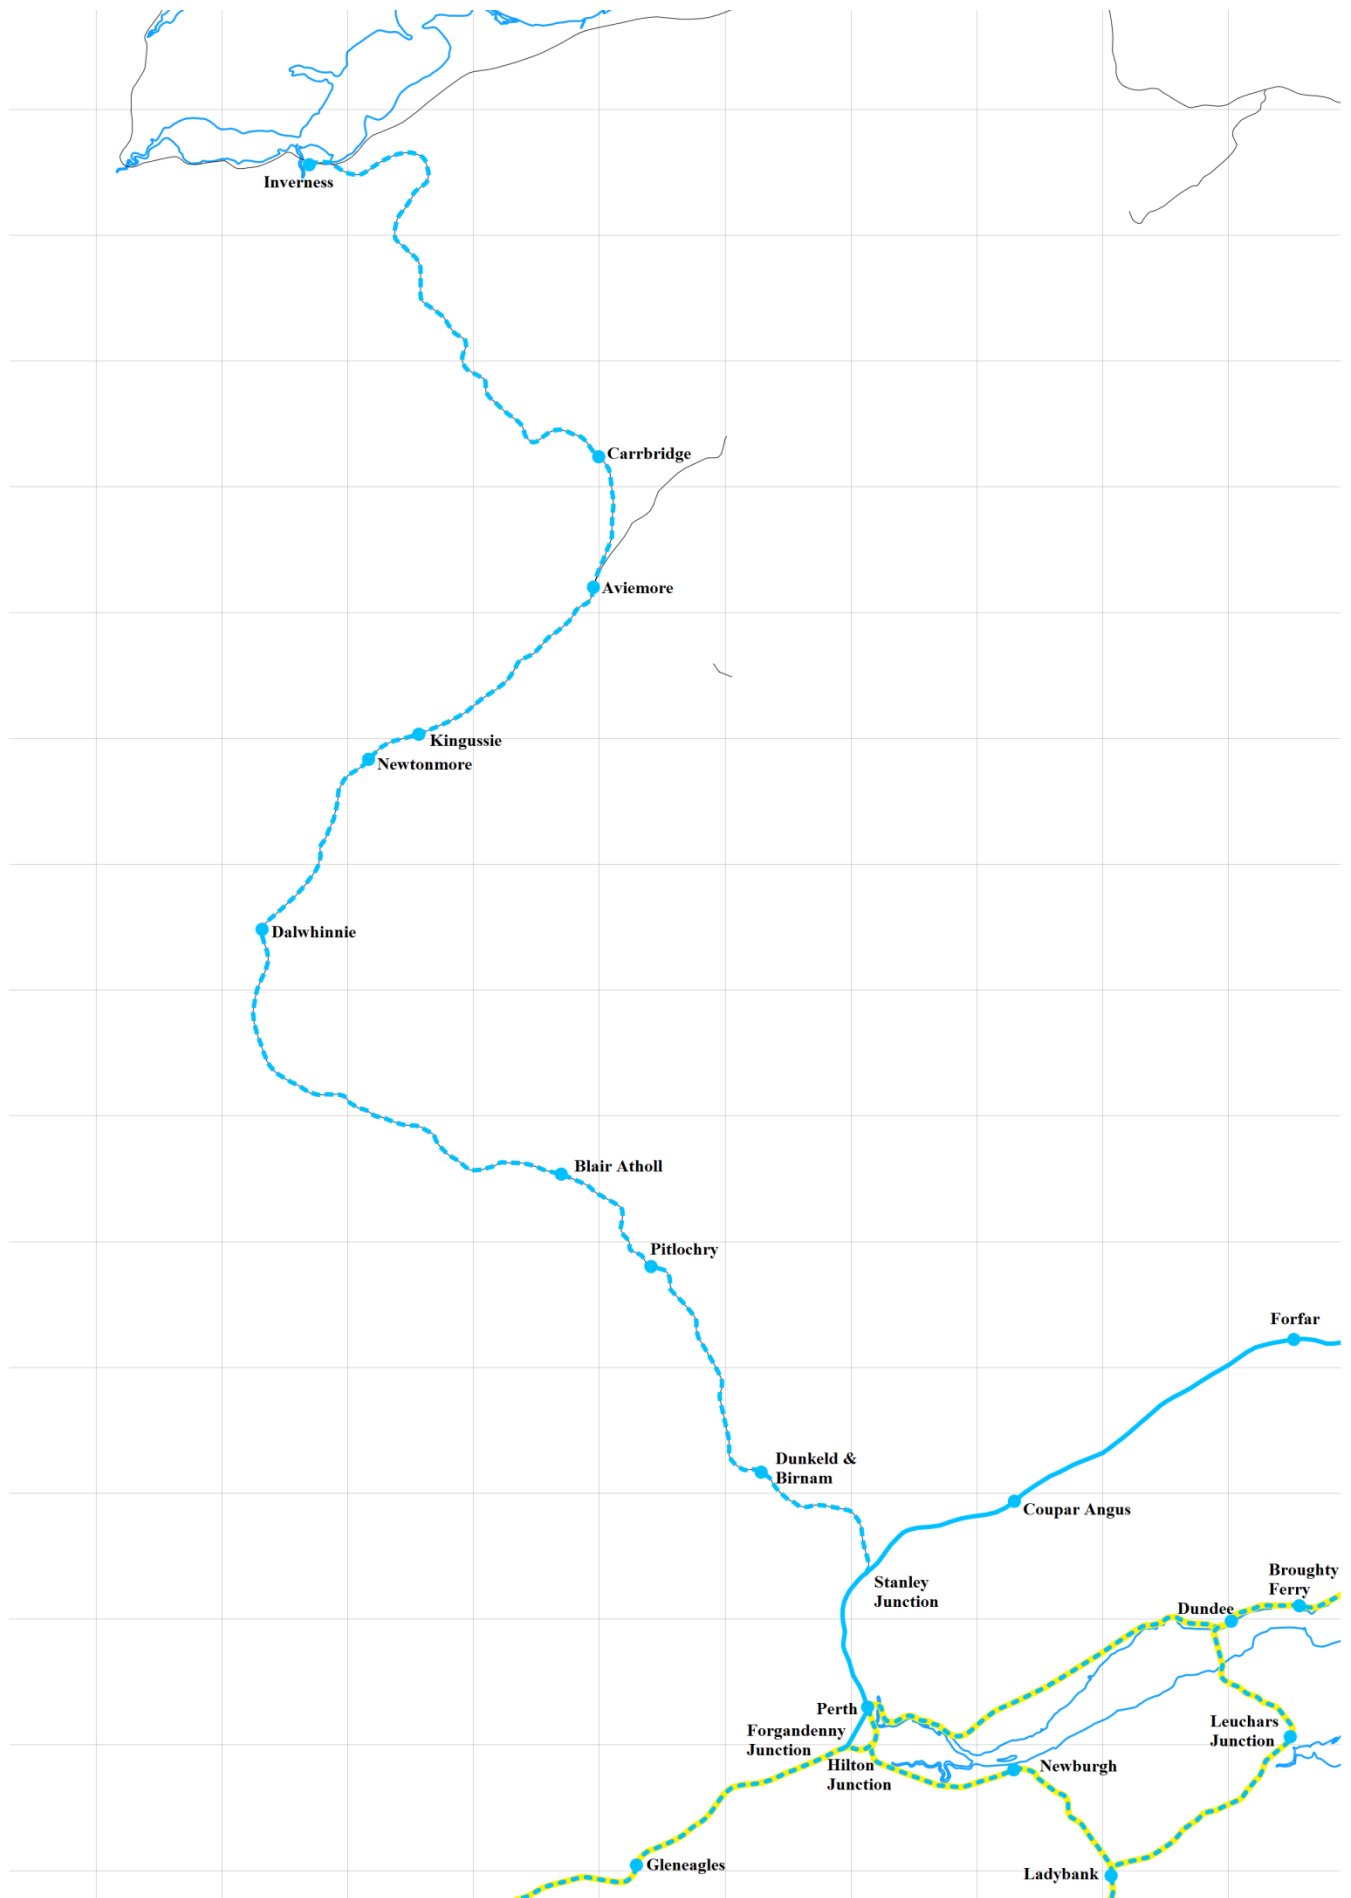 Inverness
Carrbridge
Aviemore
Kingussie
Newtonmore
Dalwhinnie
Blair Atholl
Pitlochry
Forfar
Dunkeld &
Birnam
Coupar Angus
Stanley
Junction
Broughty
Ferry
Dundee
Perth
Forgandenny
Junction
Hilton
Junction
Leuchars
Junction
Newburgh
Gleneagles
Ladybank